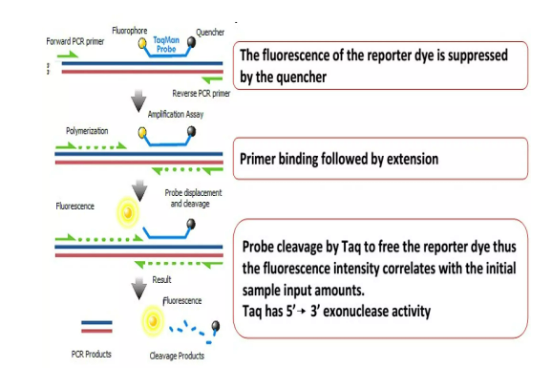 Fluorophore
Quencher
Forward PCR primer
TaqMan
Probe
The fluorescence of the reporter dye is suppressed
by the quencher
Reverse PCR primer
Amplification Assay
Polymerization
Primer binding followed by extension
Probe displacement
and cleavage
Fluorescence
Probe cleavage by Taq to free the reporter dye thus
the fluorescence intensity correlates with the initial
sample input amounts.
Taq has 5’→ 3’ exonuclease activity
Result
Fluorescence
PCR Products
Cleavage Products